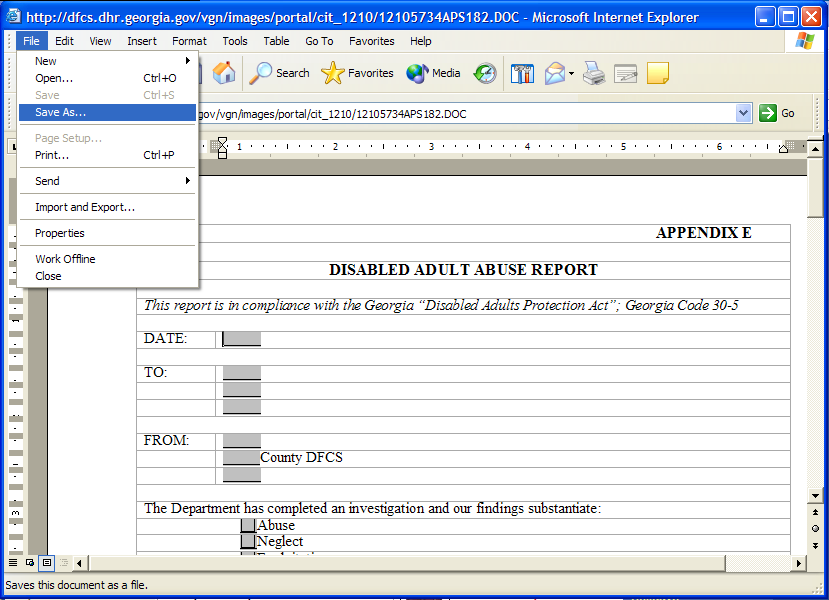 http://dfcs.dhr.georgia.gov/vgn/images/portal/cit_1210/12105734APS182.DOC - Microsoft Internet Explorer
File Edit View Insert Format Tools Table Go To Favorites Help
New
Open... Ctrl+O
Save Ctrl+S
Save As...
Page Setup...
Print... Ctrl+P
Send
Import and Export...
Properties
Work Offline
Close
Search Favorites Media
gov/vgn/images/portal/cit_1210/12105734APS182.DOC Go
1 2 3 4 5 6
APPENDIX E
DISABLED ADULT ABUSE REPORT
This report is in compliance with the Georgia “Disabled Adults Protection Act”; Georgia Code 30-5
DATE:
TO:
FROM:
County DFCS
The Department has completed an investigation and our findings substantiate:
Abuse
Neglect
Saves this document as a file.